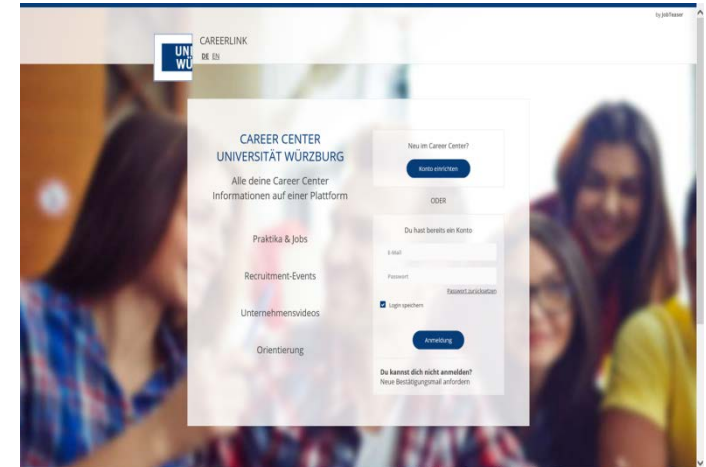 by JobTeaser
CAREERLINK
UNI
WÜ
DE EN
CAREER CENTER
UNIVERSITÄT WÜRZBURG
Alle deine Career Center
Informationen auf einer Plattform
Praktika & Jobs
Recruitment-Events
Unternehmensvideos
Orientierung
Neu im Career Center?
Konto einrichten
ODER
Du hast bereits ein Konto
E-Mail
Passwort
Passwort zurücksetzen
Login speichern
Anmeldung
Du kannst dich nicht anmelden?
Neue Bestätigungsmail anfordern